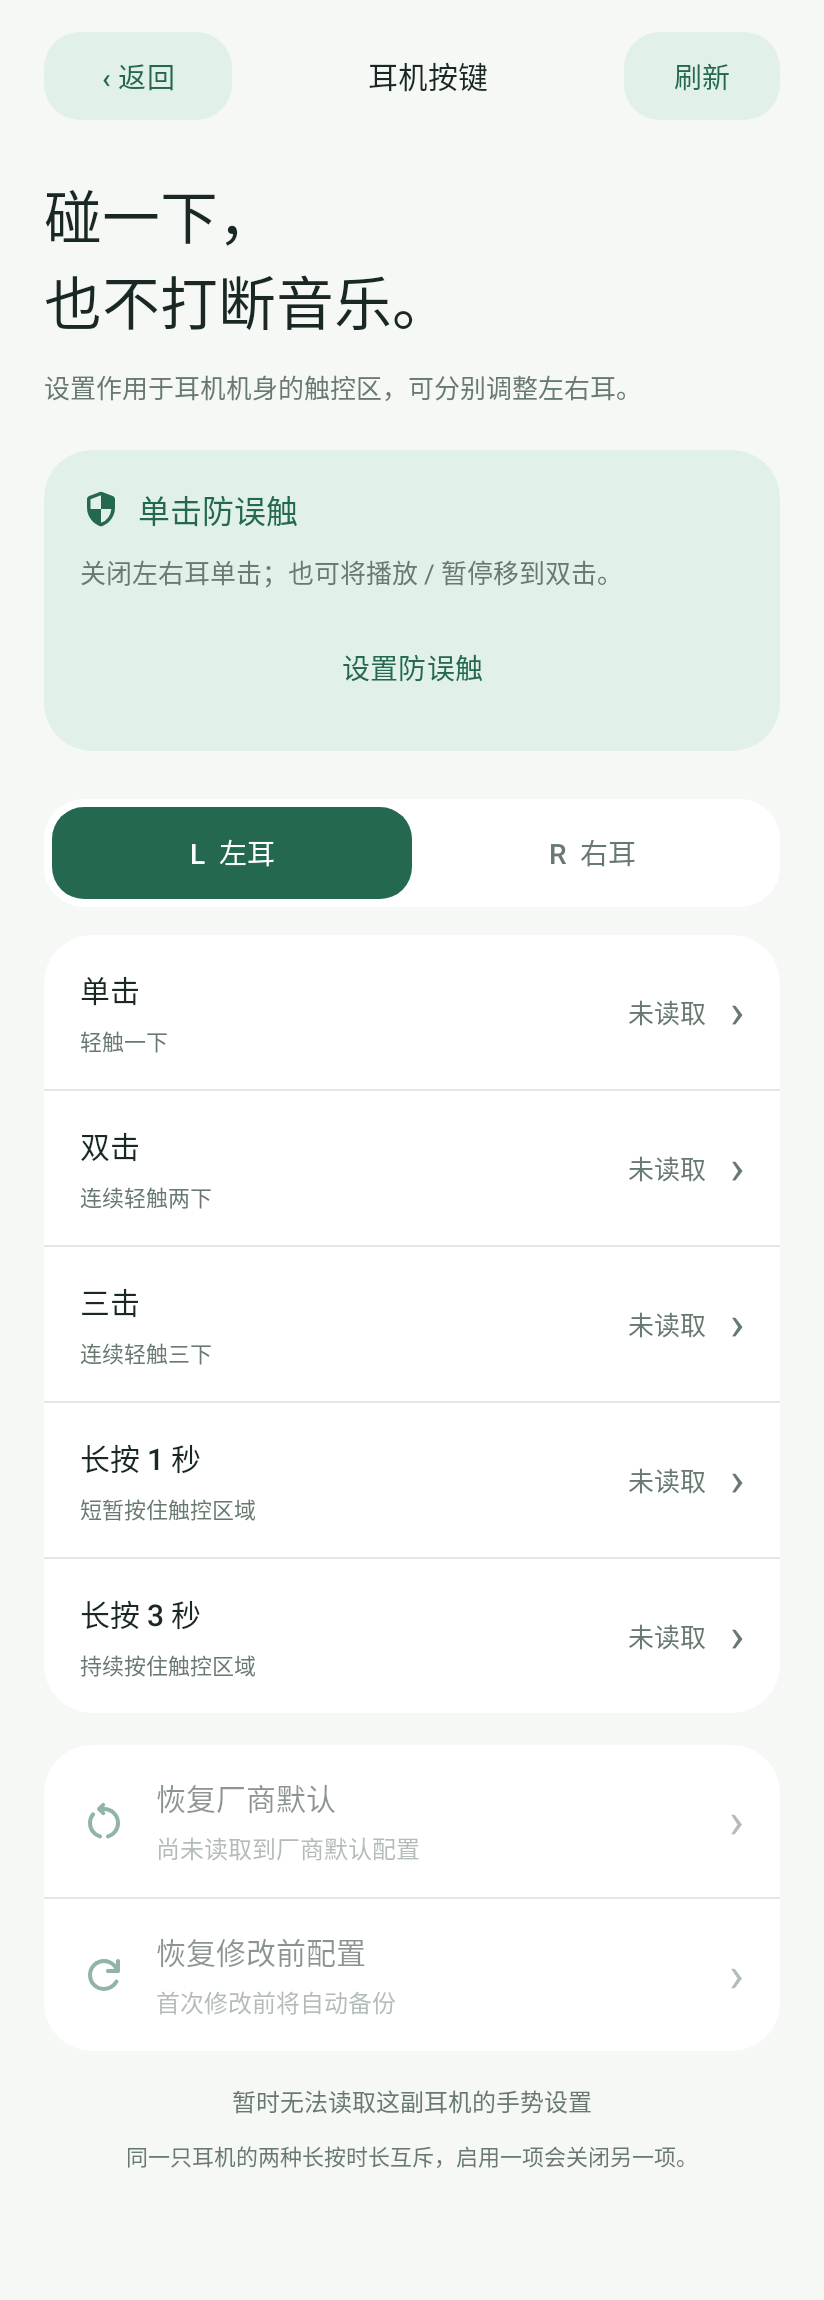 ‹ 返回
耳机按键
刷新
碰一下，
也不打断音乐。
设置作用于耳机机身的触控区，可分别调整左右耳。
单击防误触
关闭左右耳单击；也可将播放 / 暂停移到双击。
设置防误触
L 左耳
R 右耳
单击
未读取 ›
轻触一下
双击
未读取 ›
连续轻触两下
三击
未读取 ›
连续轻触三下
长按 1 秒
未读取 ›
短暂按住触控区域
长按 3 秒
未读取 ›
持续按住触控区域
恢复厂商默认
尚未读取到厂商默认配置
›
恢复修改前配置
首次修改前将自动备份
›
暂时无法读取这副耳机的手势设置
同一只耳机的两种长按时长互斥，启用一项会关闭另一项。